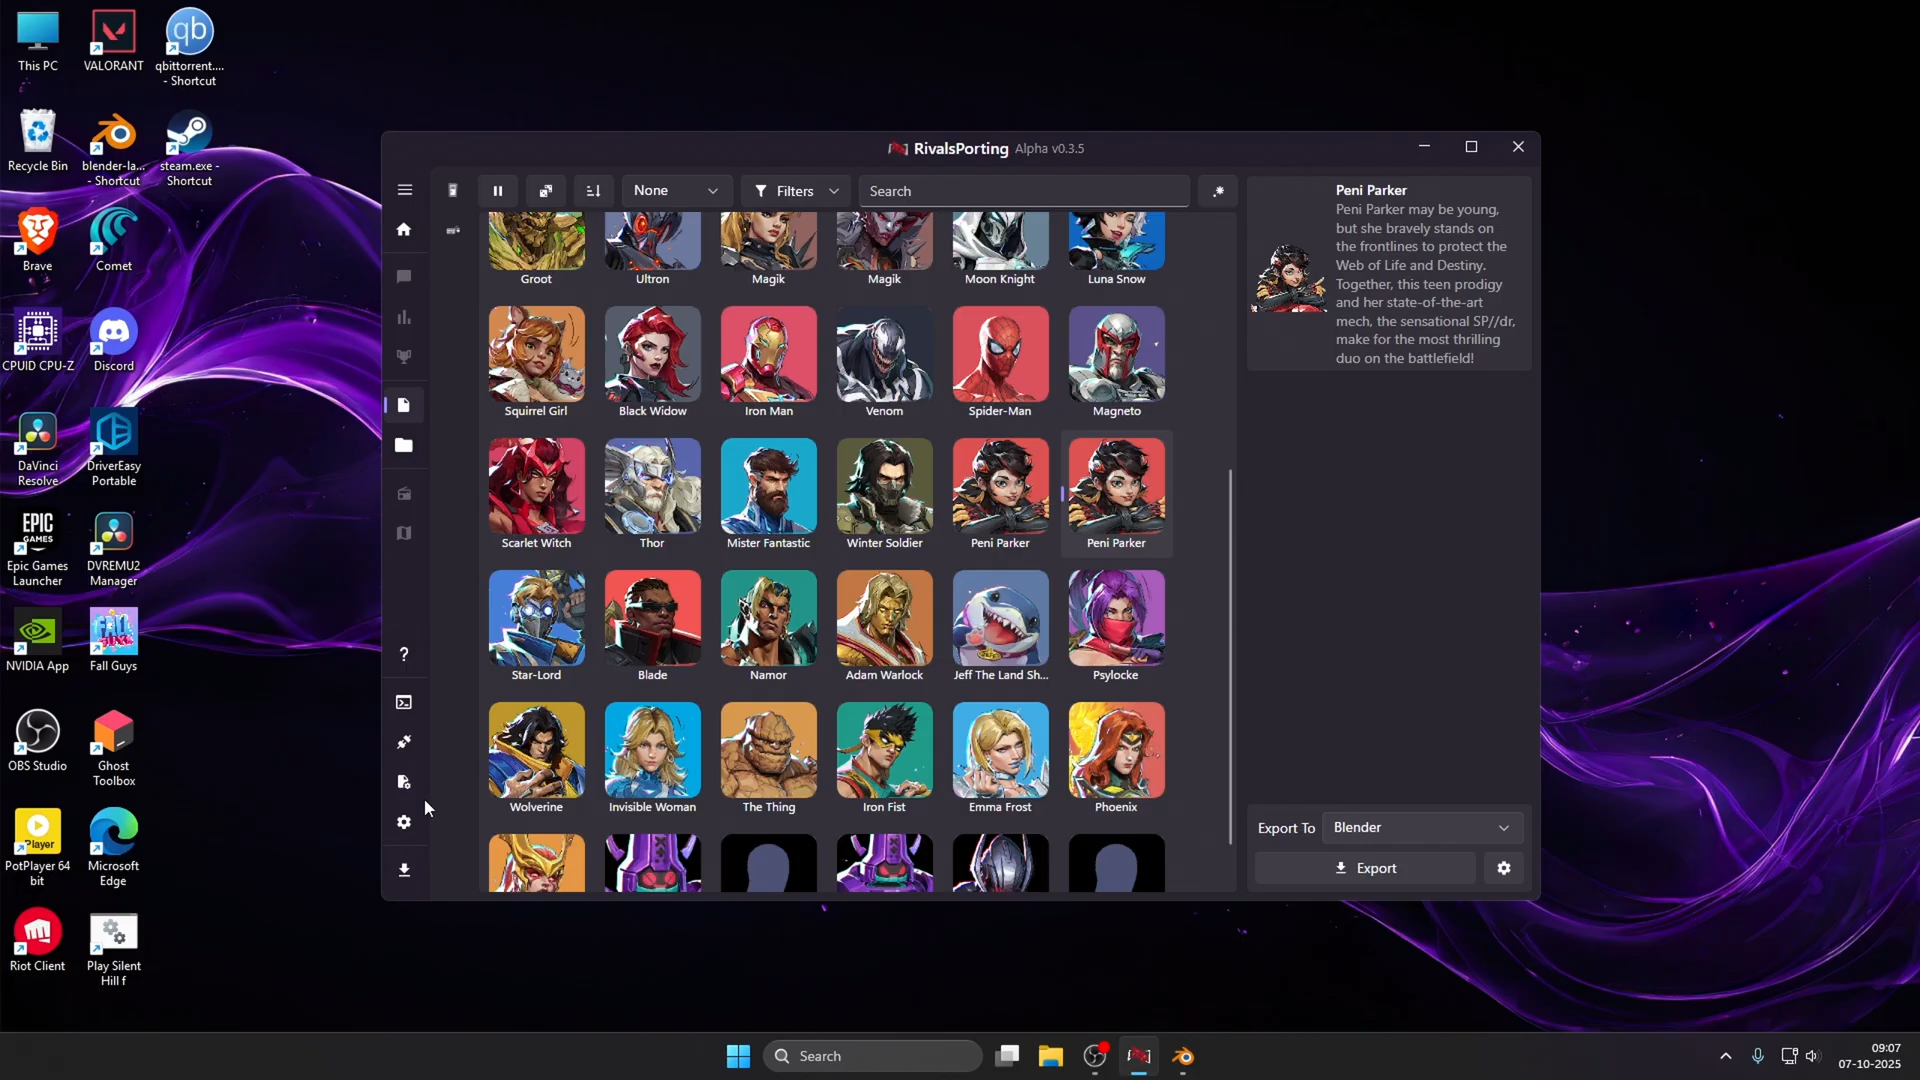 This PC
VALORANT
qbittorrent....
- Shortcut
Recycle Bin
blender-la...
- Shortcut
steam.exe -
Shortcut
Brave
Comet
CPUID CPU-Z
Discord
DaVinci
Resolve
DriverEasy
Portable
EPIC
GAMES
Epic Games
Launcher
DVREMU2
Manager
NVIDIA App
FALL
Fall Guys
OBS Studio
Ghost
Toolbox
Player
PotPlayer 64
bit
Microsoft
Edge
Riot Client
Play Silent
Hill f
RivalsPorting Alpha v0.3.5
None
Filters
Search
Groot
Ultron
Magik
Magik
Moon Knight
Luna Snow
Squirrel Girl
Black Widow
Iron Man
Venom
Spider-Man
Magneto
Scarlet Witch
Thor
Mister Fantastic
Winter Soldier
Peni Parker
Peni Parker
Star-Lord
Blade
Namor
Adam Warlock
Jeff The Land Sh...
Psylocke
Wolverine
Invisible Woman
The Thing
Iron Fist
Emma Frost
Phoenix
Peni Parker
Peni Parker may be young,
but she bravely stands on
the frontlines to protect the
Web of Life and Destiny.
Together, this teen prodigy
and her state-of-the-art
mech, the sensational SP//dr,
make for the most thrilling
duo on the battlefield!
Export To
Blender
Export
Search
09:07
07-10-2025